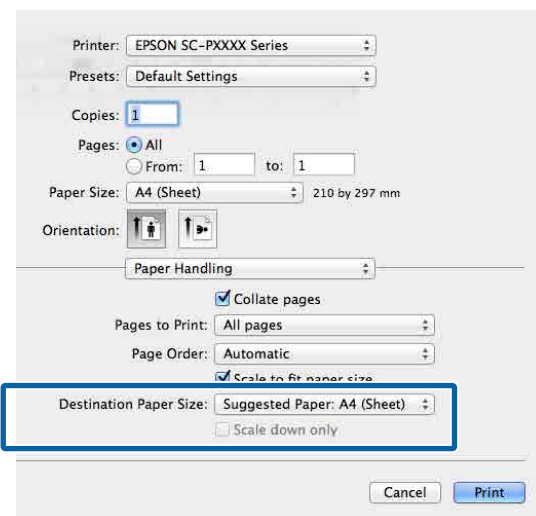 Printer: EPSON SC-PXXXX Series
Presets: Default Settings
Copies: 1
Pages: All
From: 1 to: 1
Paper Size: A4 (Sheet) 210 by 297 mm
Orientation:
Paper Handling
Collate pages
Pages to Print: All pages
Page Order: Automatic
Scale to fit paper size
Destination Paper Size: Suggested Paper: A4 (Sheet)
Scale down only
Cancel Print